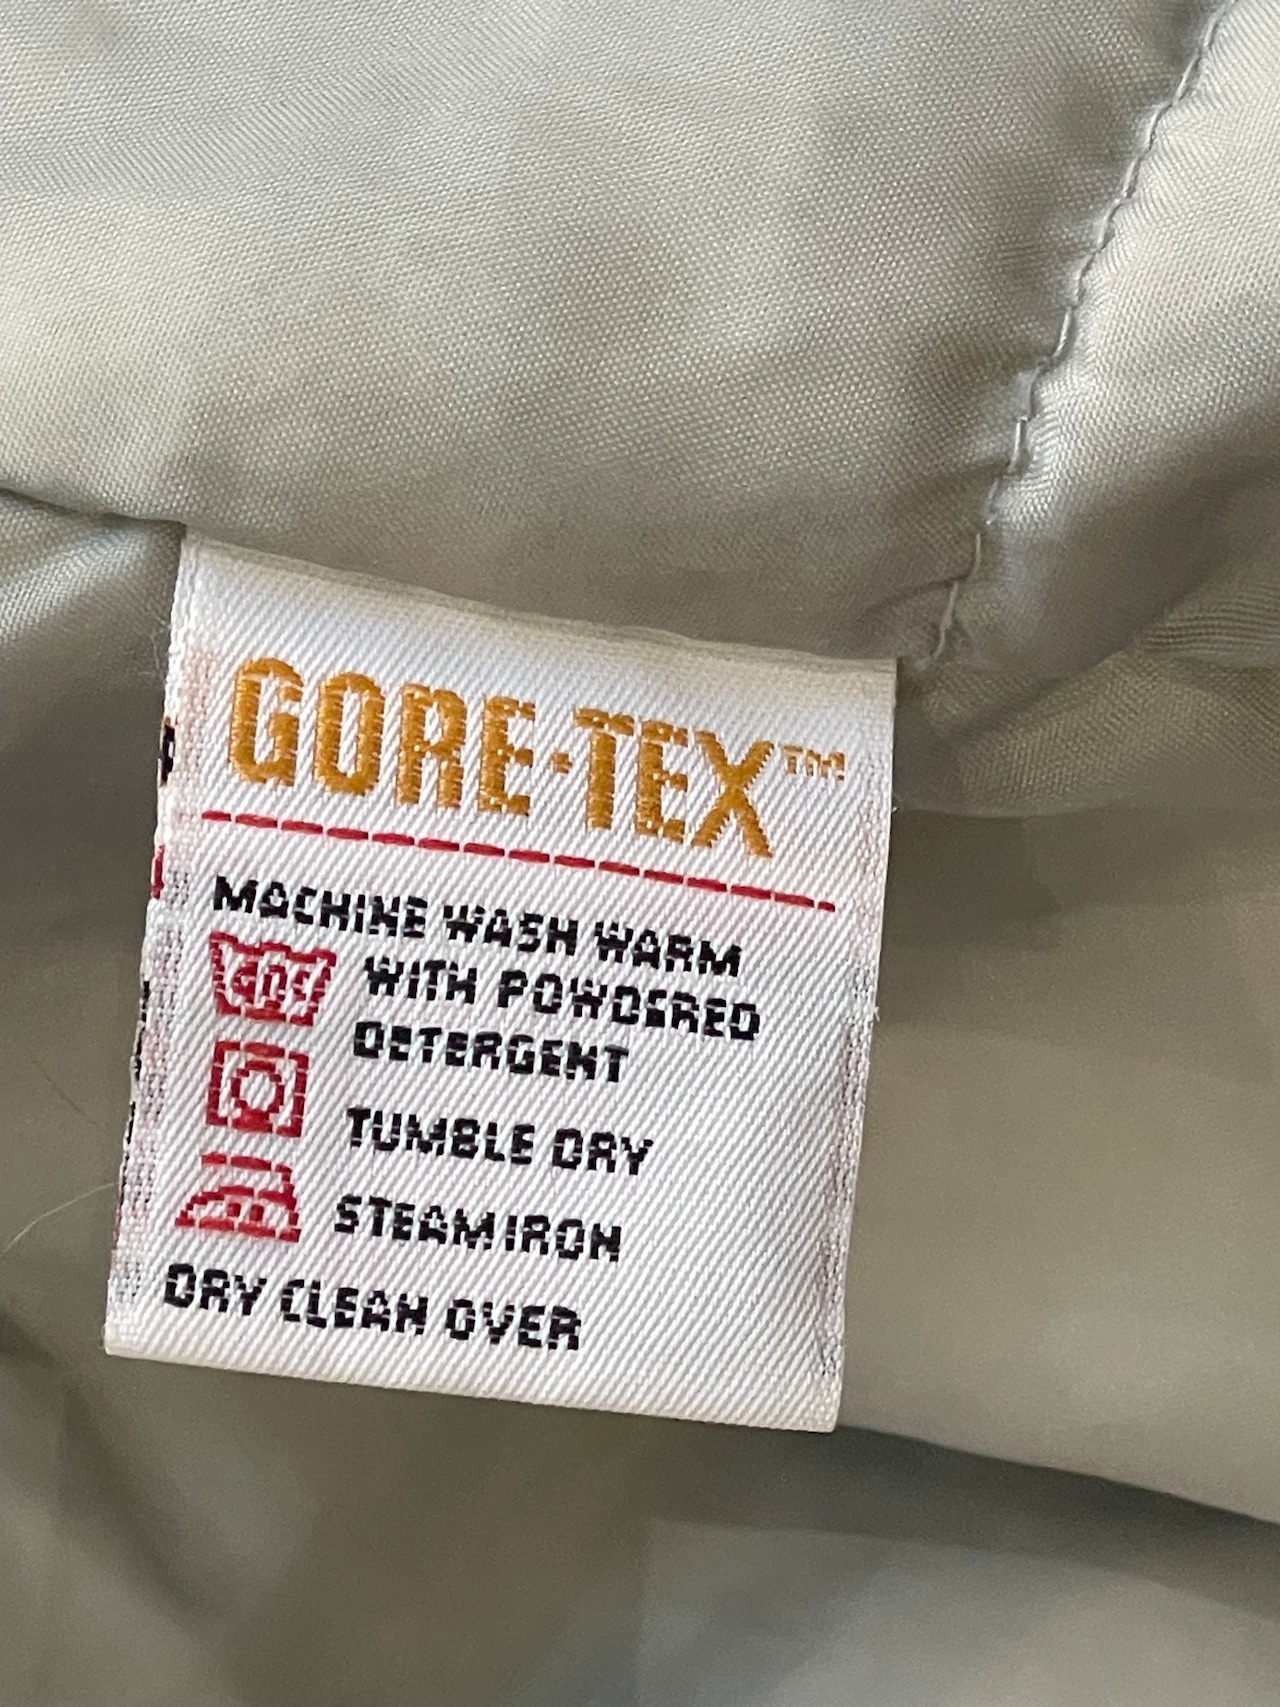 GORE-TEX™
MACHINE WASH WARM
40°C WITH POWDERED
DETERGENT
TUMBLE DRY
STEAM IRON
DRY CLEAN OVER